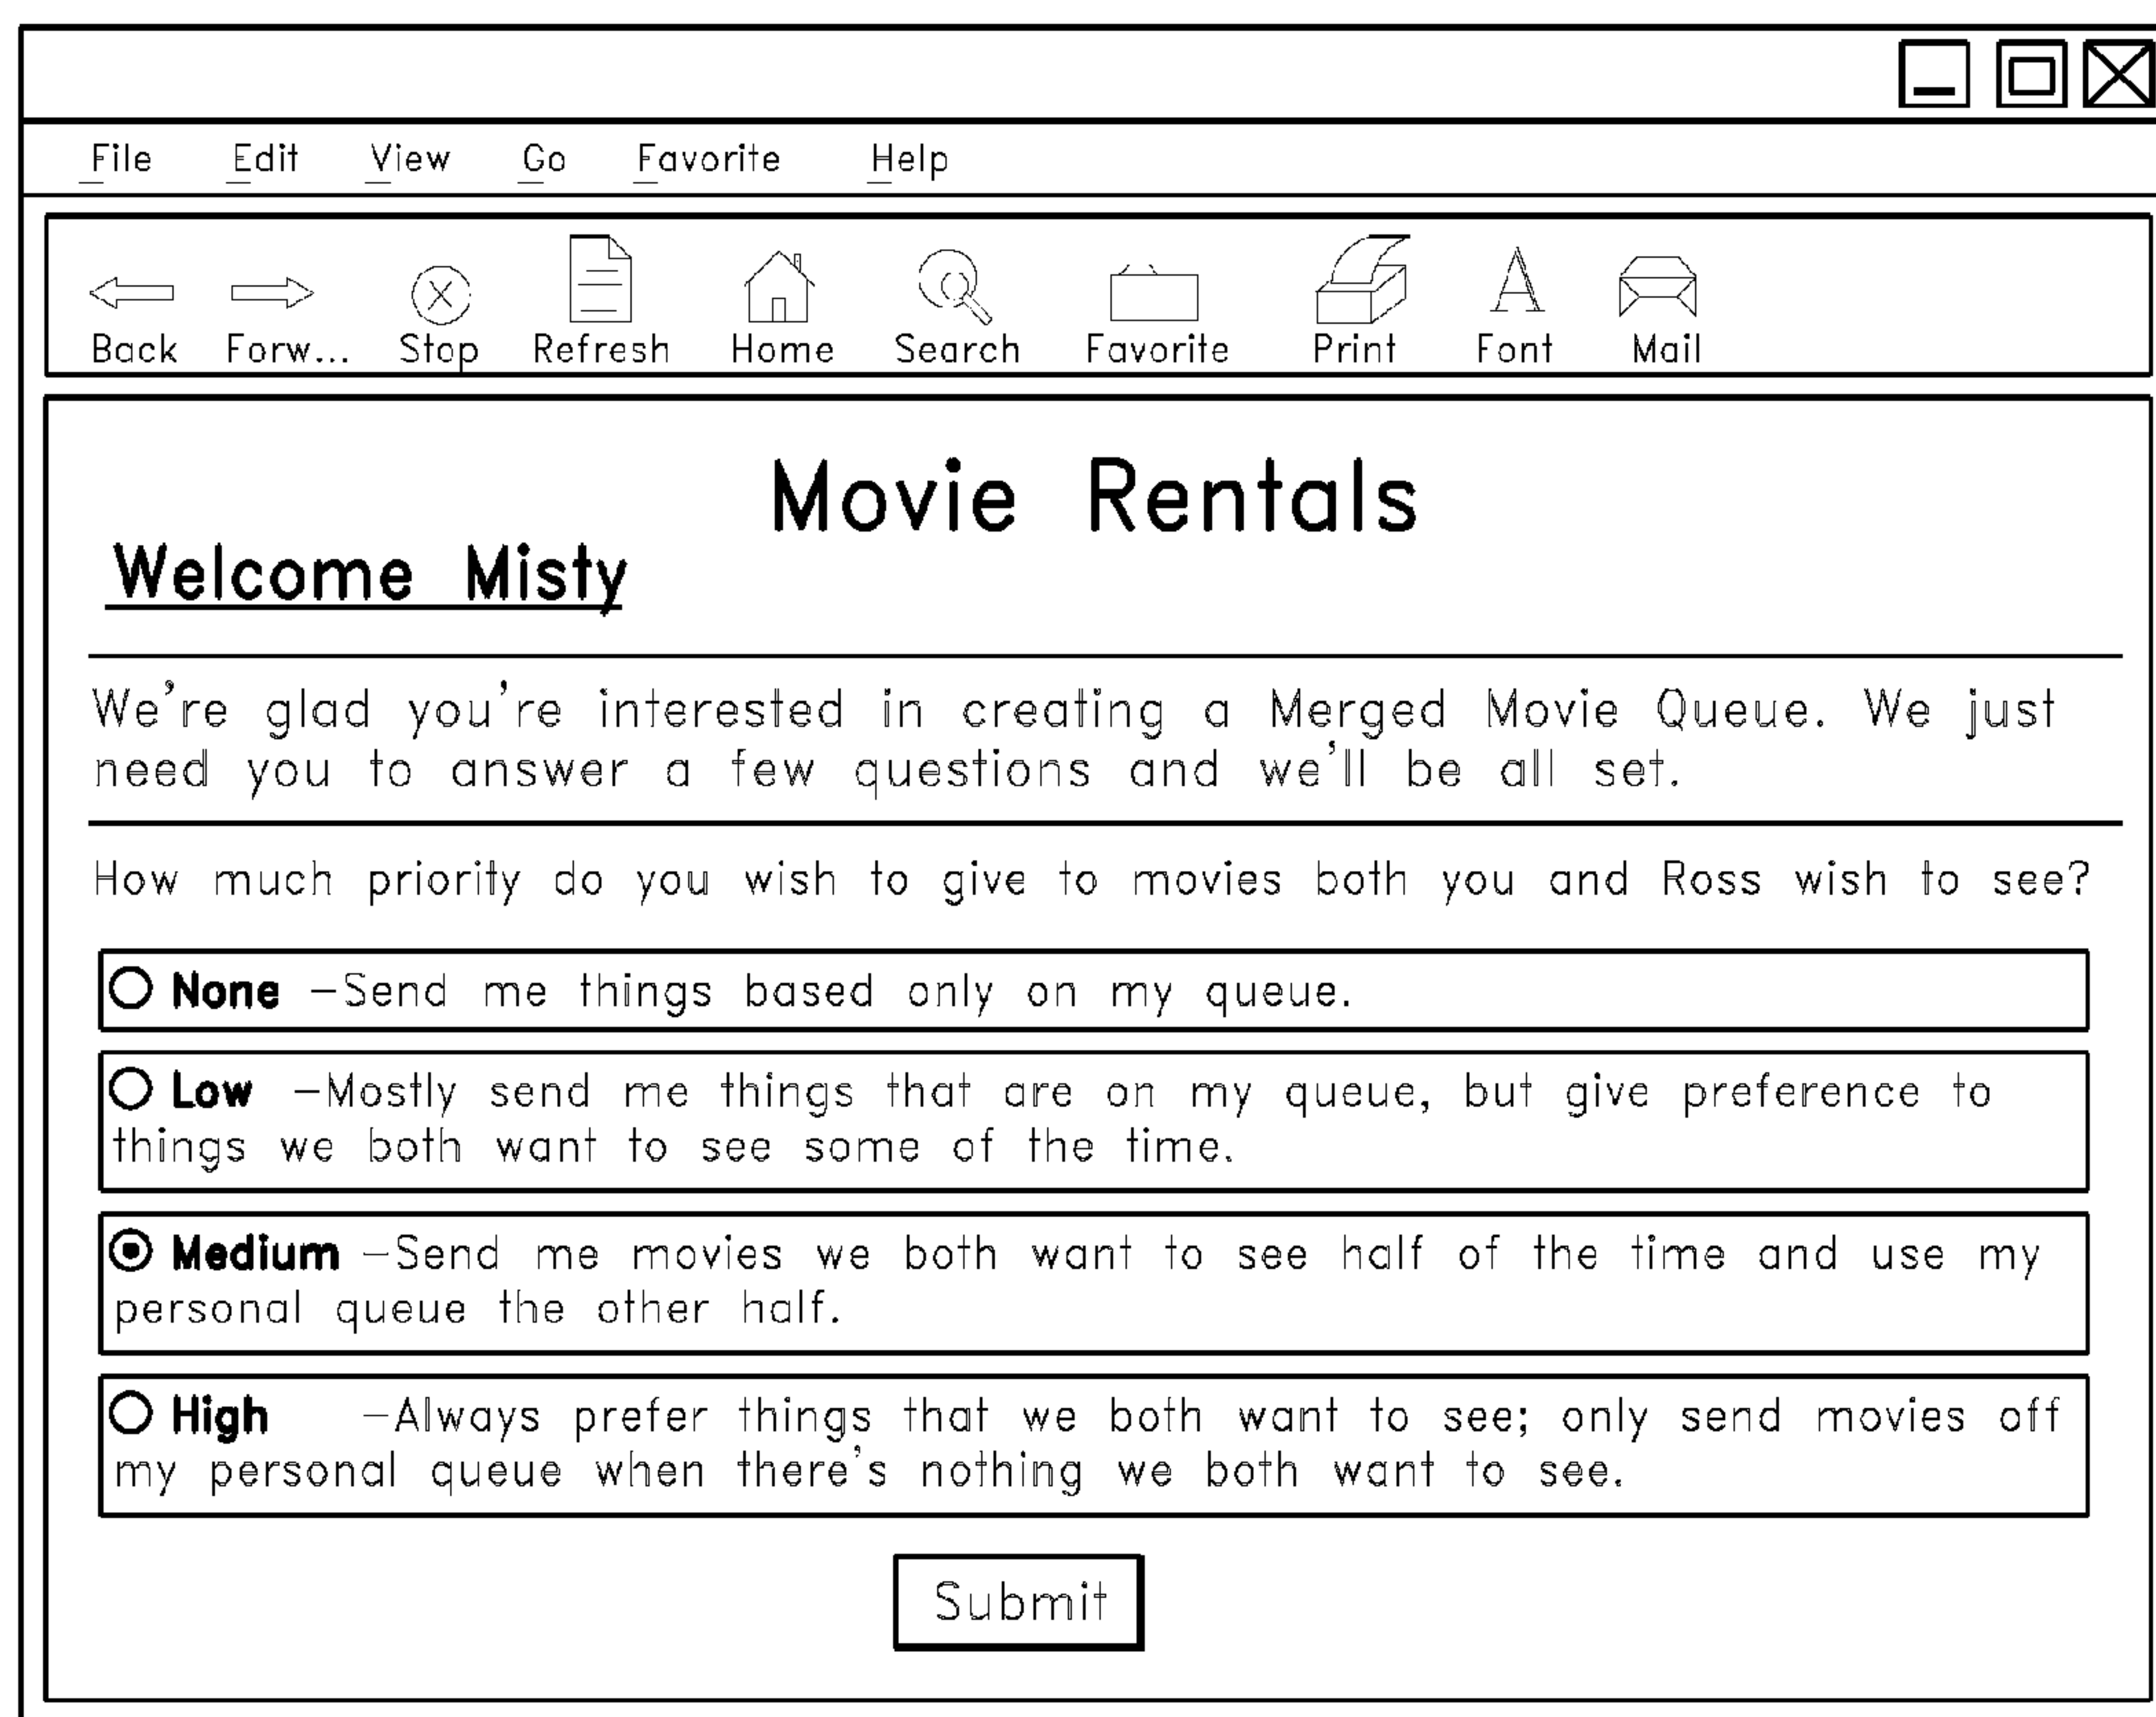 File Edit View Go Favorite Help
Back Forw... Stop Refresh Home Search Favorite Print Font Mail
Movie Rentals
Welcome Misty
We're glad you're interested in creating a Merged Movie Queue. We just
need you to answer a few questions and we'll be all set.
How much priority do you wish to give to movies both you and Ross wish to see?
None -Send me things based only on my queue.
Low -Mostly send me things that are on my queue, but give preference to
things we both want to see some of the time.
Medium -Send me movies we both want to see half of the time and use my
personal queue the other half.
High -Always prefer things that we both want to see; only send movies off
my personal queue when there's nothing we both want to see.
Submit